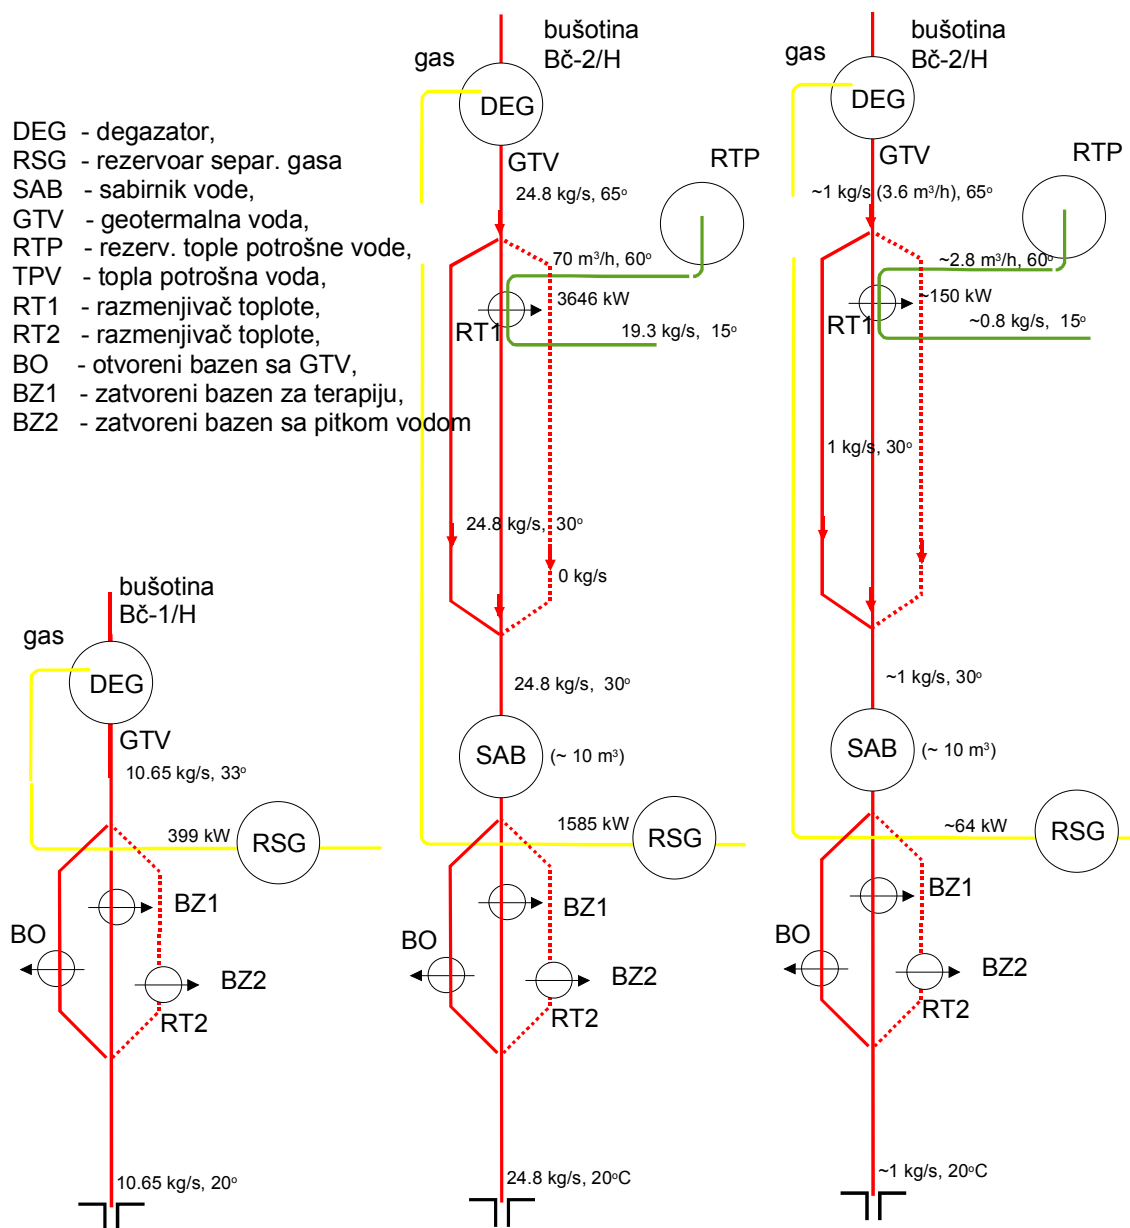 DEG - degazator,
RSG - rezervoar separ. gasa
SAB - sabirnik vode,
GTV - geotermalna voda,
RTP - rezerv. tople potrošne vode,
TPV - topla potrošna voda,
RT1 - razmenjivač toplote,
RT2 - razmenjivač toplote,
BO - otvoreni bazen sa GTV,
BZ1 - zatvoreni bazen za terapiju,
BZ2 - zatvoreni bazen sa pitkom vodom
bušotina
Bč-1/H
gas
DEG
GTV
10.65 kg/s, 33°
399 kW
RSG
BZ1
BO
BZ2
RT2
10.65 kg/s, 20°
bušotina
Bč-2/H
gas
DEG
GTV
RTP
24.8 kg/s, 65°
70 m³/h, 60°
3646 kW
RT1
19.3 kg/s, 15°
24.8 kg/s, 30°
0 kg/s
24.8 kg/s, 30°
SAB
(~ 10 m³)
1585 kW
RSG
BZ1
BO
BZ2
RT2
24.8 kg/s, 20°C
bušotina
Bč-2/H
gas
DEG
GTV
RTP
~1 kg/s (3.6 m³/h), 65°
~2.8 m³/h, 60°
~150 kW
RT1
~0.8 kg/s, 15°
1 kg/s, 30°
~1 kg/s, 30°
SAB
(~ 10 m³)
~64 kW
RSG
BZ1
BO
BZ2
RT2
~1 kg/s, 20°C